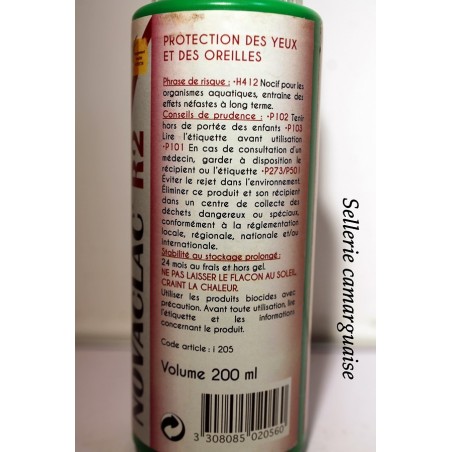 PROTECTION DES YEUX
ET DES OREILLES
Phrase de risque : •H412 Nocif pour les
organismes aquatiques, entraîne des
effets néfastes à long terme.
Conseils de prudence : •P102 Tenir
hors de portée des enfants •P103
Lire l'étiquette avant utilisation
•P101 En cas de consultation d'un
médecin, garder à disposition le
récipient ou l'étiquette •P273/P501
Éviter le rejet dans l'environnement.
Éliminer ce produit et son récipient
dans un centre de collecte des
déchets dangereux ou spéciaux,
conformément à la réglementation
locale, régionale, nationale et/ou
internationale.
Stabilité au stockage prolongé :
24 mois au frais et hors gel.
NE PAS LAISSER LE FLACON AU SOLEIL,
CRAINT LA CHALEUR.
Utiliser les produits biocides avec
précaution. Avant toute utilisation, lire
l'étiquette et les informations
concernant le produit.
Code article : i 205
Volume 200 ml
3 308085 020560
NOVACLAC R2
Sellerie camarguaise